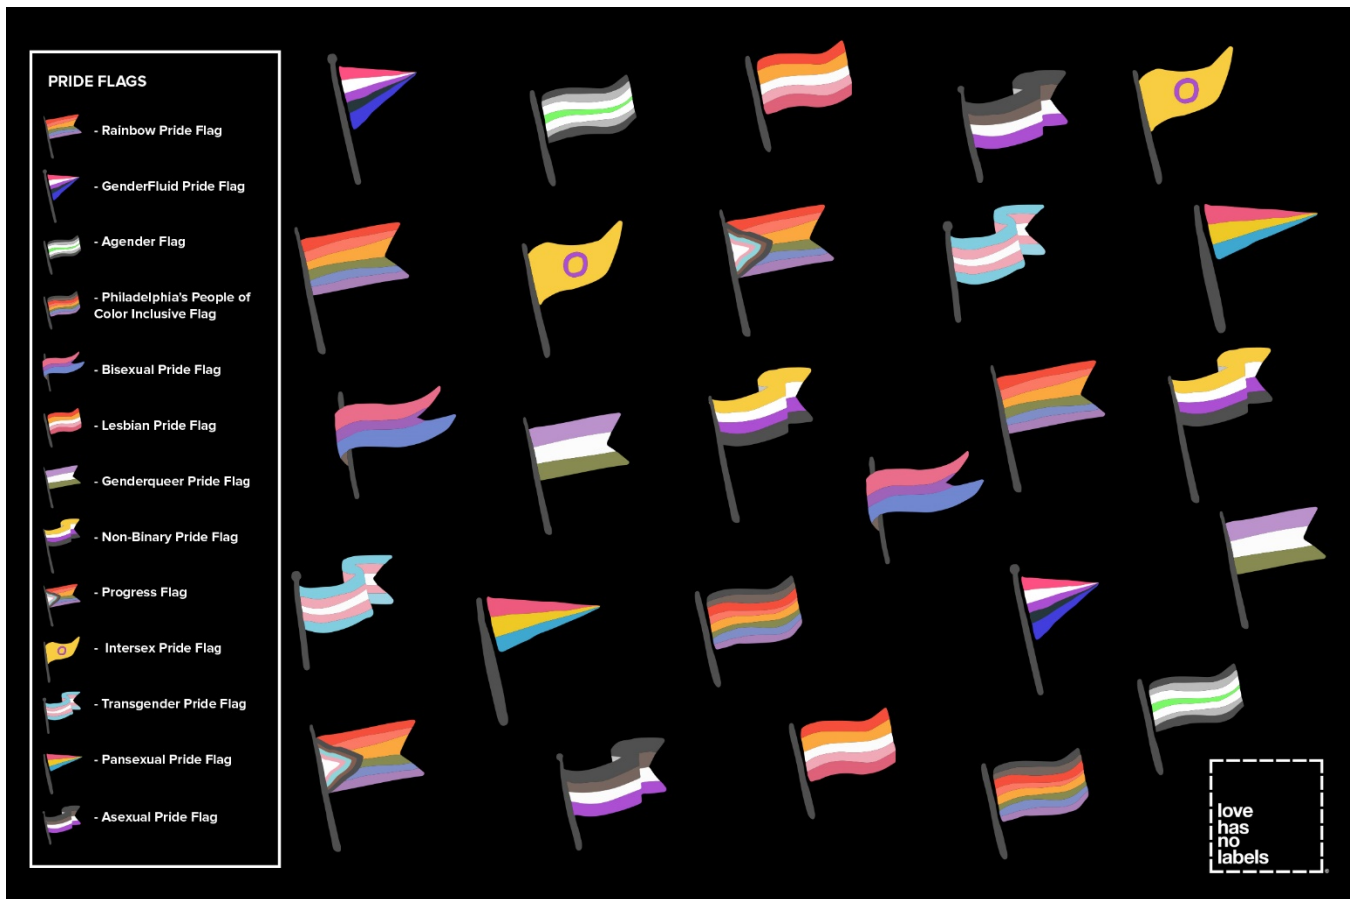 PRIDE FLAGS
- Rainbow Pride Flag
- GenderFluid Pride Flag
- Agender Flag
- Philadelphia's People of
Color Inclusive Flag
- Bisexual Pride Flag
- Lesbian Pride Flag
- Genderqueer Pride Flag
- Non-Binary Pride Flag
- Progress Flag
- Intersex Pride Flag
- Transgender Pride Flag
- Pansexual Pride Flag
- Asexual Pride Flag
love
has
no
labels
®